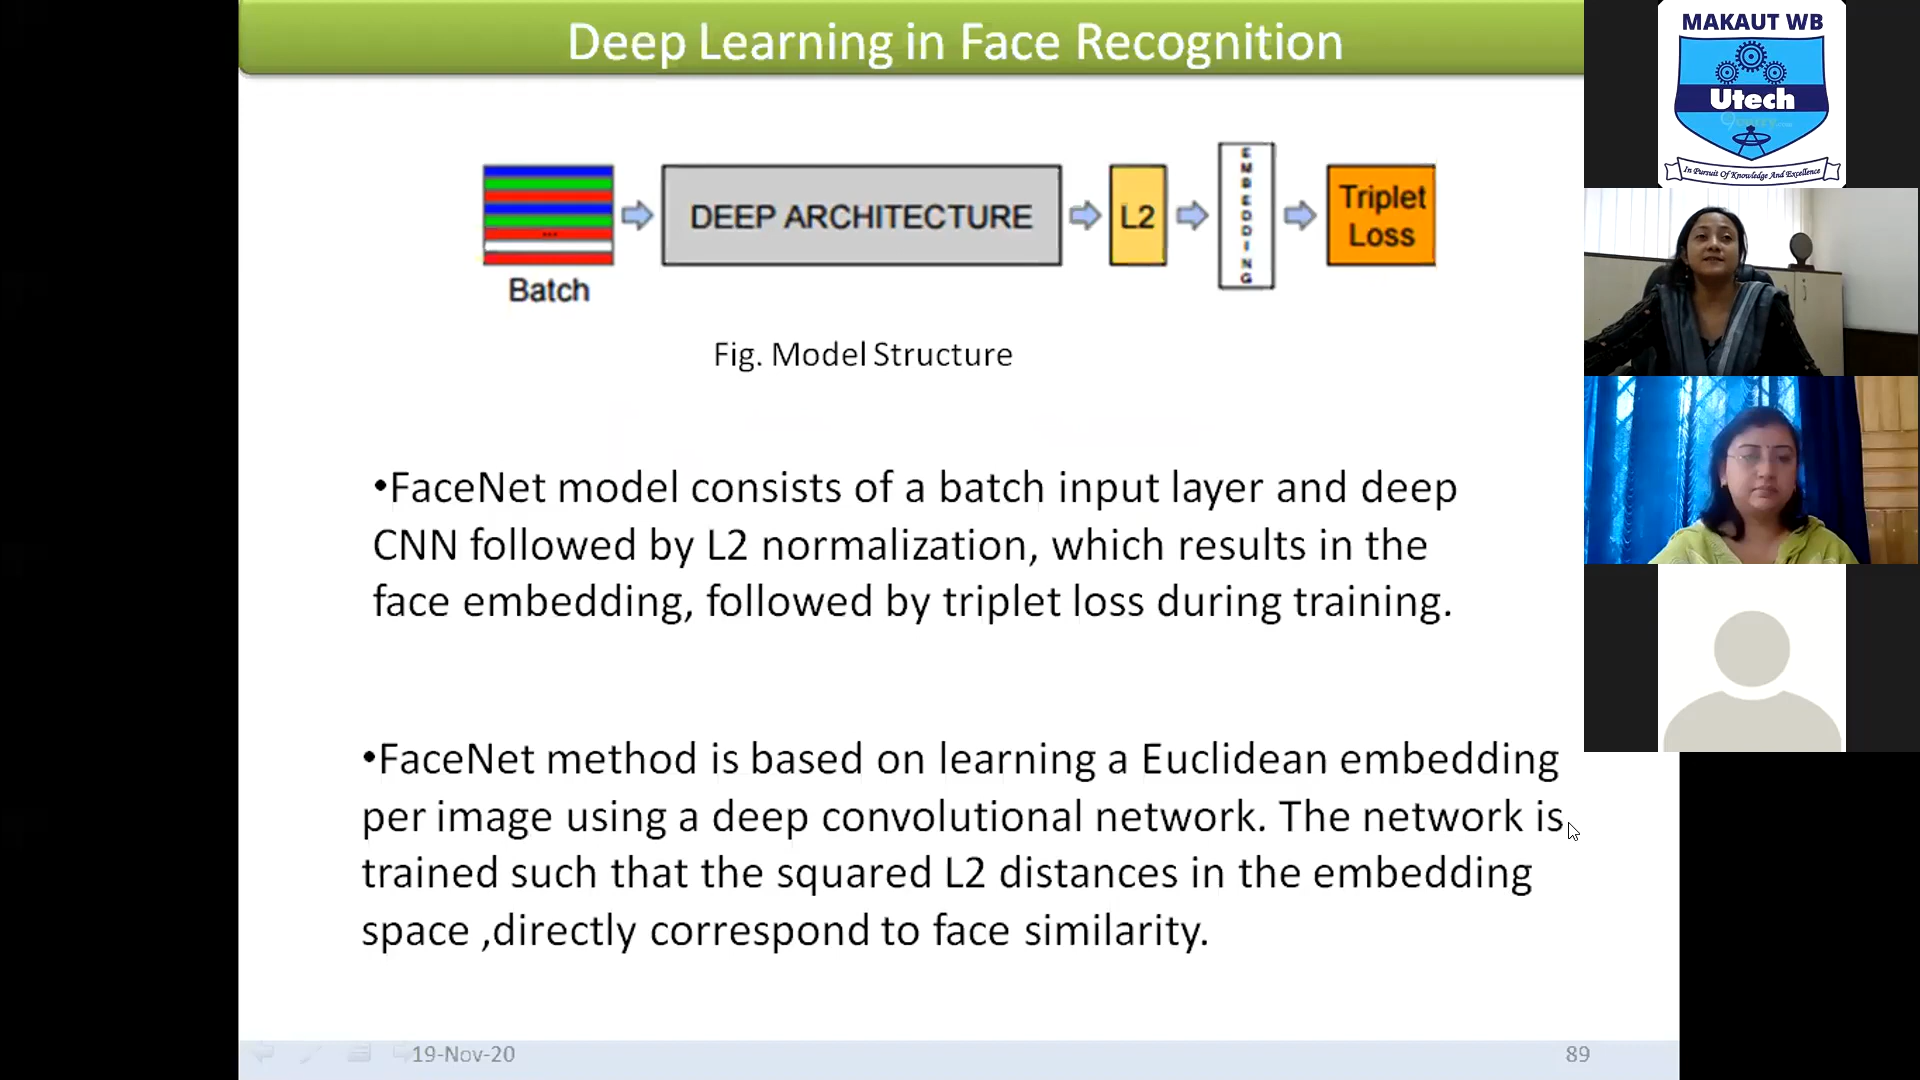 Deep Learning in Face Recognition
DEEP ARCHITECTURE
L2
EMBEDDING
Triplet
Loss
...
Batch
Fig. Model Structure
•FaceNet model consists of a batch input layer and deep
CNN followed by L2 normalization, which results in the
face embedding, followed by triplet loss during training.
•FaceNet method is based on learning a Euclidean embedding
per image using a deep convolutional network. The network is
trained such that the squared L2 distances in the embedding
space ,directly correspond to face similarity.
19-Nov-20
89
MAKAUT WB
Utech
In Pursuit Of Knowledge And Excellence